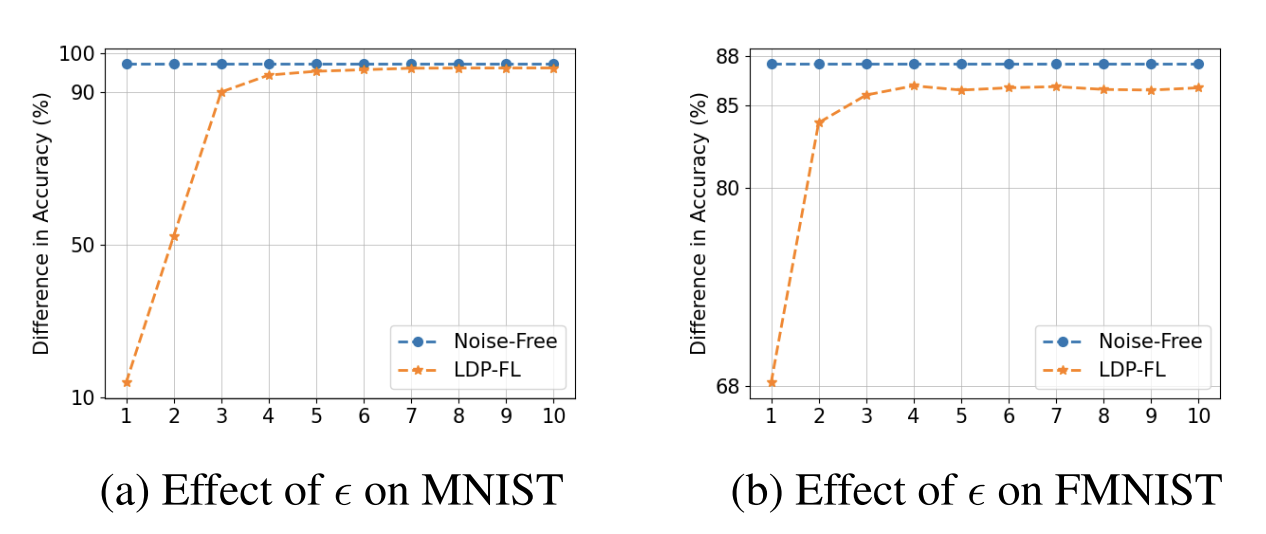 Difference in Accuracy (%)
100
90
50
10
1 2 3 4 5 6 7 8 9 10
Noise-Free
LDP-FL
(a) Effect of ϵ on MNIST
Difference in Accuracy (%)
88
85
80
68
1 2 3 4 5 6 7 8 9 10
Noise-Free
LDP-FL
(b) Effect of ϵ on FMNIST